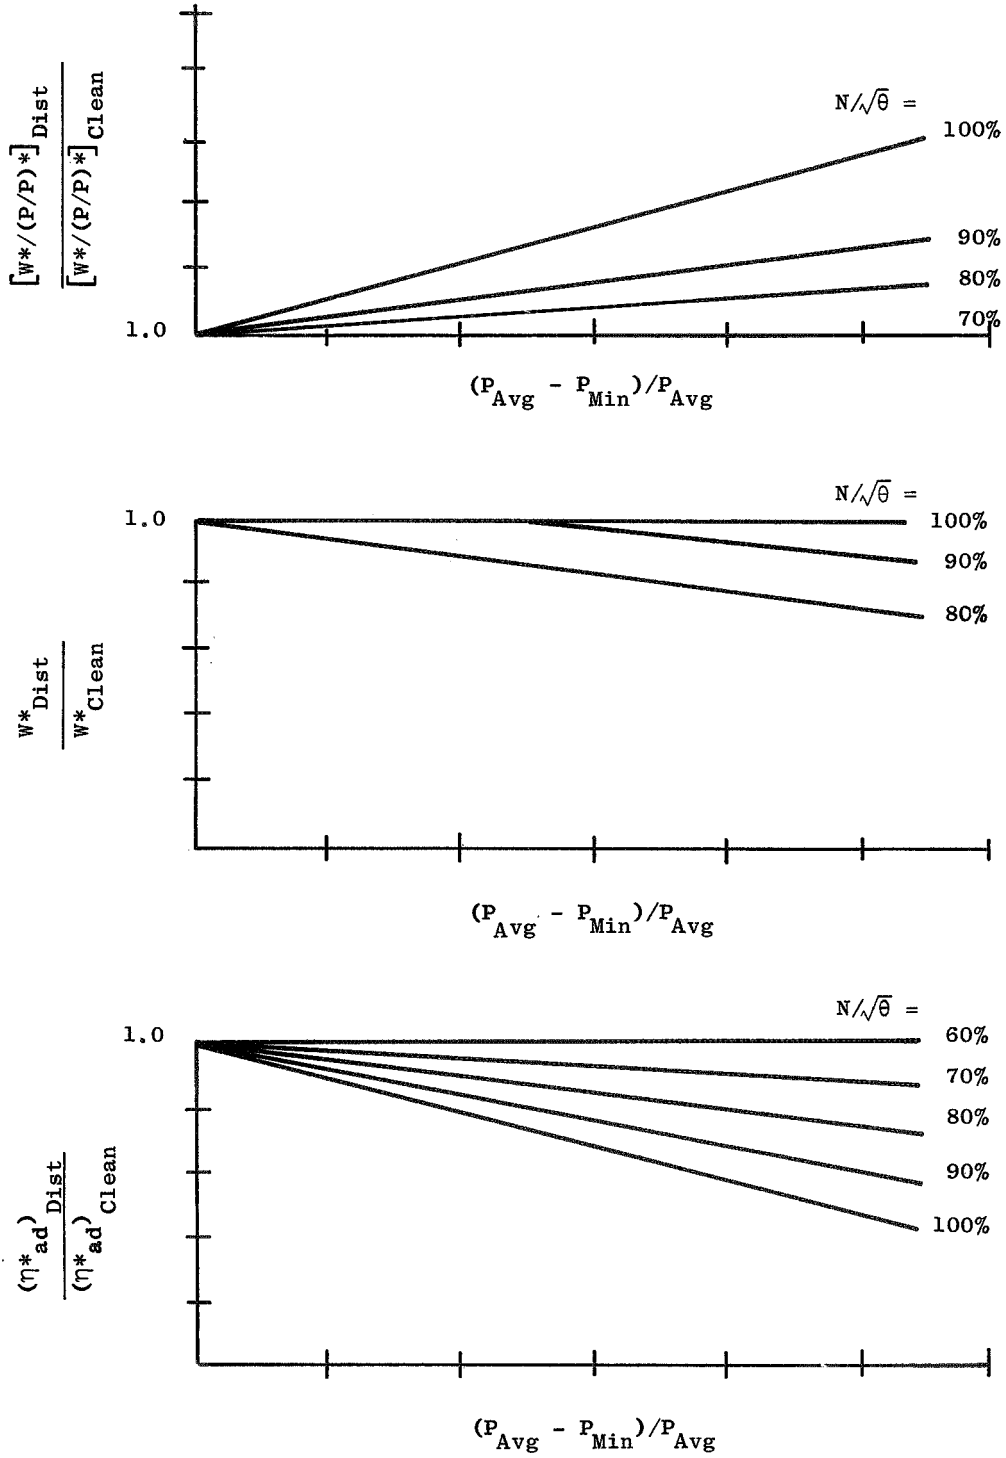 [W*/(P/P)*]Dist
[W*/(P/P)*]Clean
N/√θ =
100%
90%
80%
70%
1.0
(PAvg - PMin)/PAvg
W*Dist
W*Clean
N/√θ =
1.0
100%
90%
80%
(PAvg - PMin)/PAvg
(η*ad)Dist
(η*ad)Clean
N/√θ =
1.0
60%
70%
80%
90%
100%
(PAvg - PMin)/PAvg